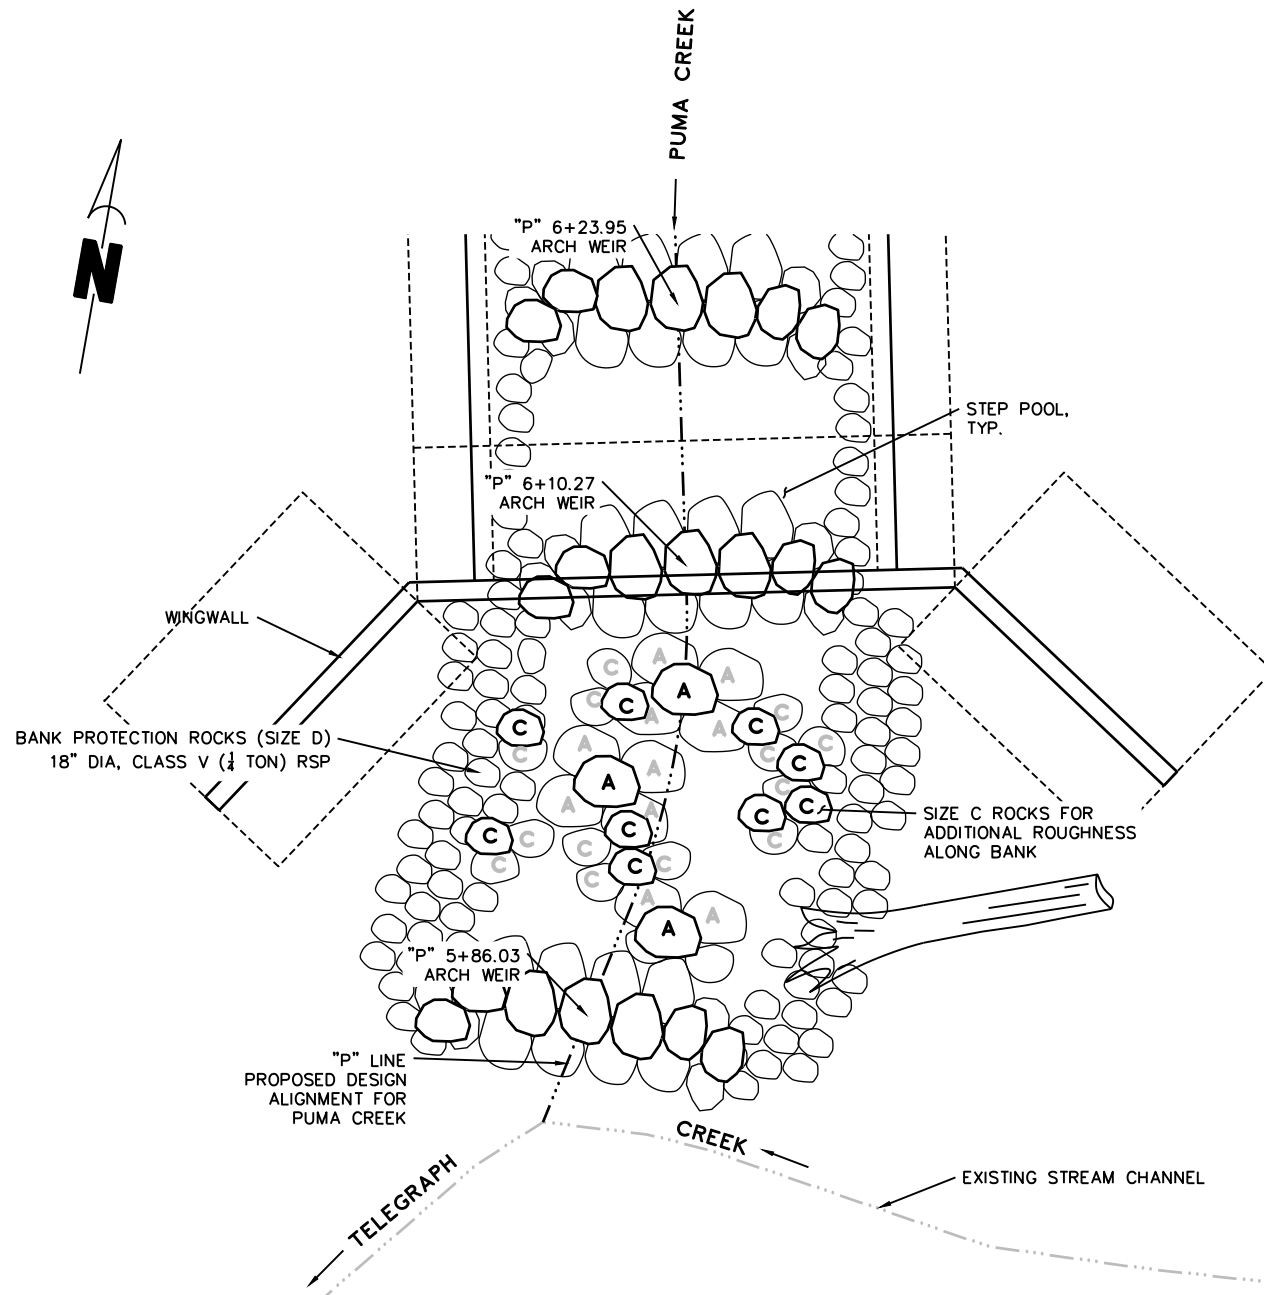 PUMA CREEK
N
"P" 6+23.95
ARCH WEIR
STEP POOL,
TYP.
"P" 6+10.27
ARCH WEIR
WINGWALL
C
A
A
C
C
A
C
A
A
C
C
C
C
C
A
C
C
C
A
A
C
A
A
C
C
C
C
C
C
C
C
C
C
C
A
A
A
BANK PROTECTION ROCKS (SIZE D)
18" DIA, CLASS V (¼ TON) RSP
SIZE C ROCKS FOR
ADDITIONAL ROUGHNESS
ALONG BANK
"P" 5+86.03
ARCH WEIR
"P" LINE
PROPOSED DESIGN
ALIGNMENT FOR
PUMA CREEK
TELEGRAPH
CREEK
EXISTING STREAM CHANNEL